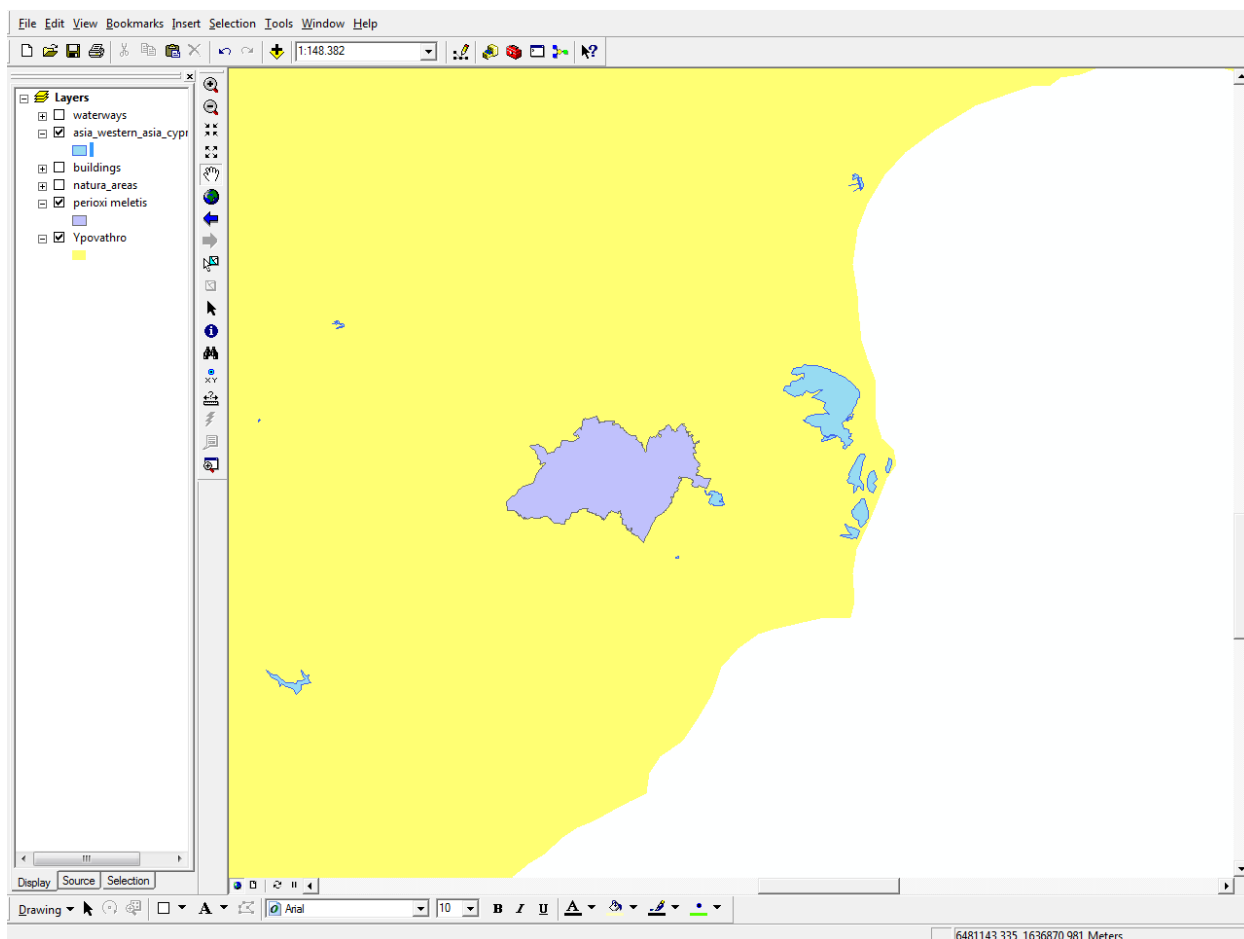 File Edit View Bookmarks Insert Selection Tools Window Help
1:148.382
Layers
waterways
asia_western_asia_cypr
buildings
natura_areas
perioxi meletis
Ypovathro
XY
Display Source Selection
Drawing A Arial 10 B I U A
6481143,335 1636870,981 Meters